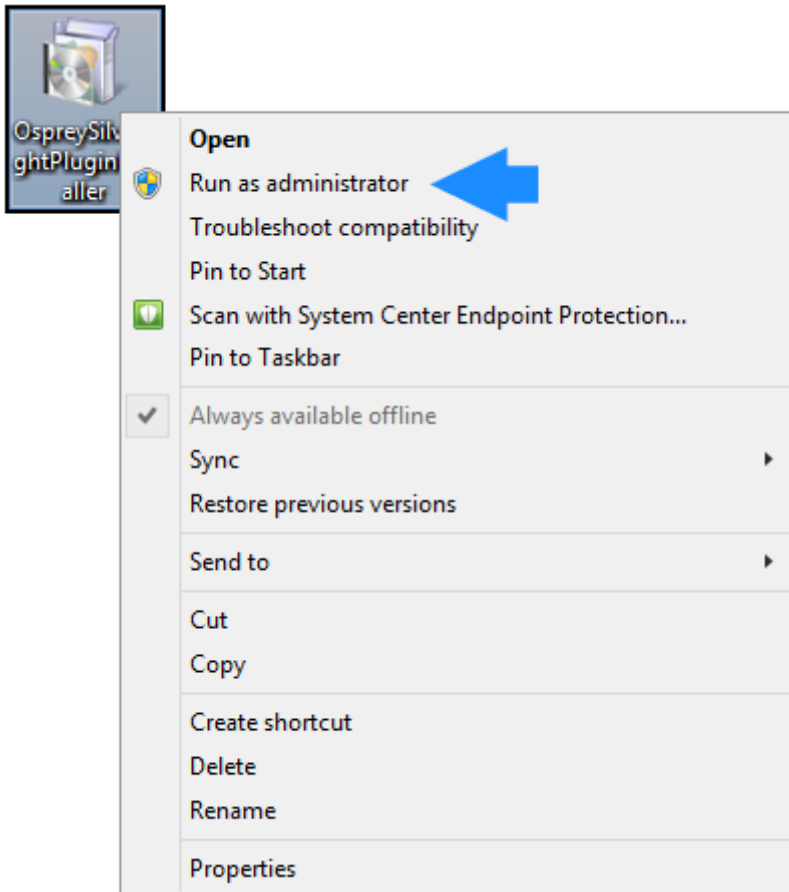 OspreySilv
ghtPlugin
aller
Open
Run as administrator
Troubleshoot compatibility
Pin to Start
Scan with System Center Endpoint Protection...
Pin to Taskbar
Always available offline
Sync
Restore previous versions
Send to
Cut
Copy
Create shortcut
Delete
Rename
Properties